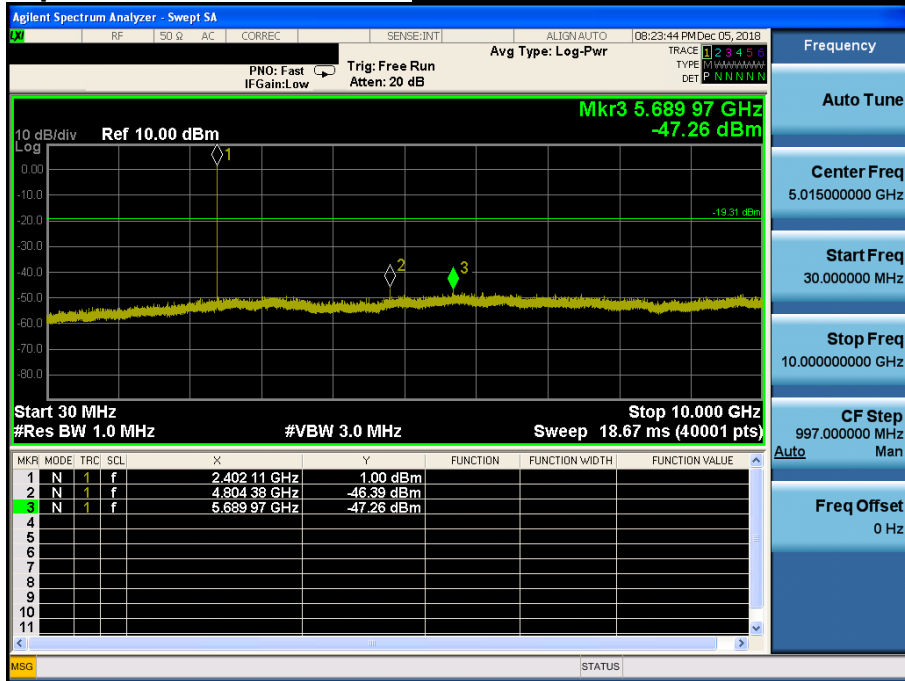 Agilent Spectrum Analyzer - Swept SA
LXI RF 50 Ω AC CORREC SENSE:INT ALIGN AUTO 08:23:44 PM Dec 05, 2018
Avg Type: Log-Pwr TRACE 1 2 3 4 5 6
PNO: Fast Trig: Free Run TYPE M WWWWW
IFGain:Low Atten: 20 dB DET P N N N N N
Mkr3 5.689 97 GHz
-47.26 dBm
10 dB/div Ref 10.00 dBm
Log
1
0.00
-10.0
-19.31 dBm
-20.0
-30.0
2
3
-40.0
-50.0
-60.0
-70.0
-80.0
Start 30 MHz Stop 10.000 GHz
#Res BW 1.0 MHz #VBW 3.0 MHz Sweep 18.67 ms (40001 pts)
MKR MODE TRC SCL X Y FUNCTION FUNCTION WIDTH FUNCTION VALUE
1 N 1 f 2.402 11 GHz 1.00 dBm
2 N 1 f 4.804 38 GHz -46.39 dBm
3 N 1 f 5.689 97 GHz -47.26 dBm
4
5
6
7
8
9
10
11
MSG STATUS
Frequency
Auto Tune
Center Freq
5.015000000 GHz
Start Freq
30.000000 MHz
Stop Freq
10.000000000 GHz
CF Step
997.000000 MHz
Auto Man
Freq Offset
0 Hz